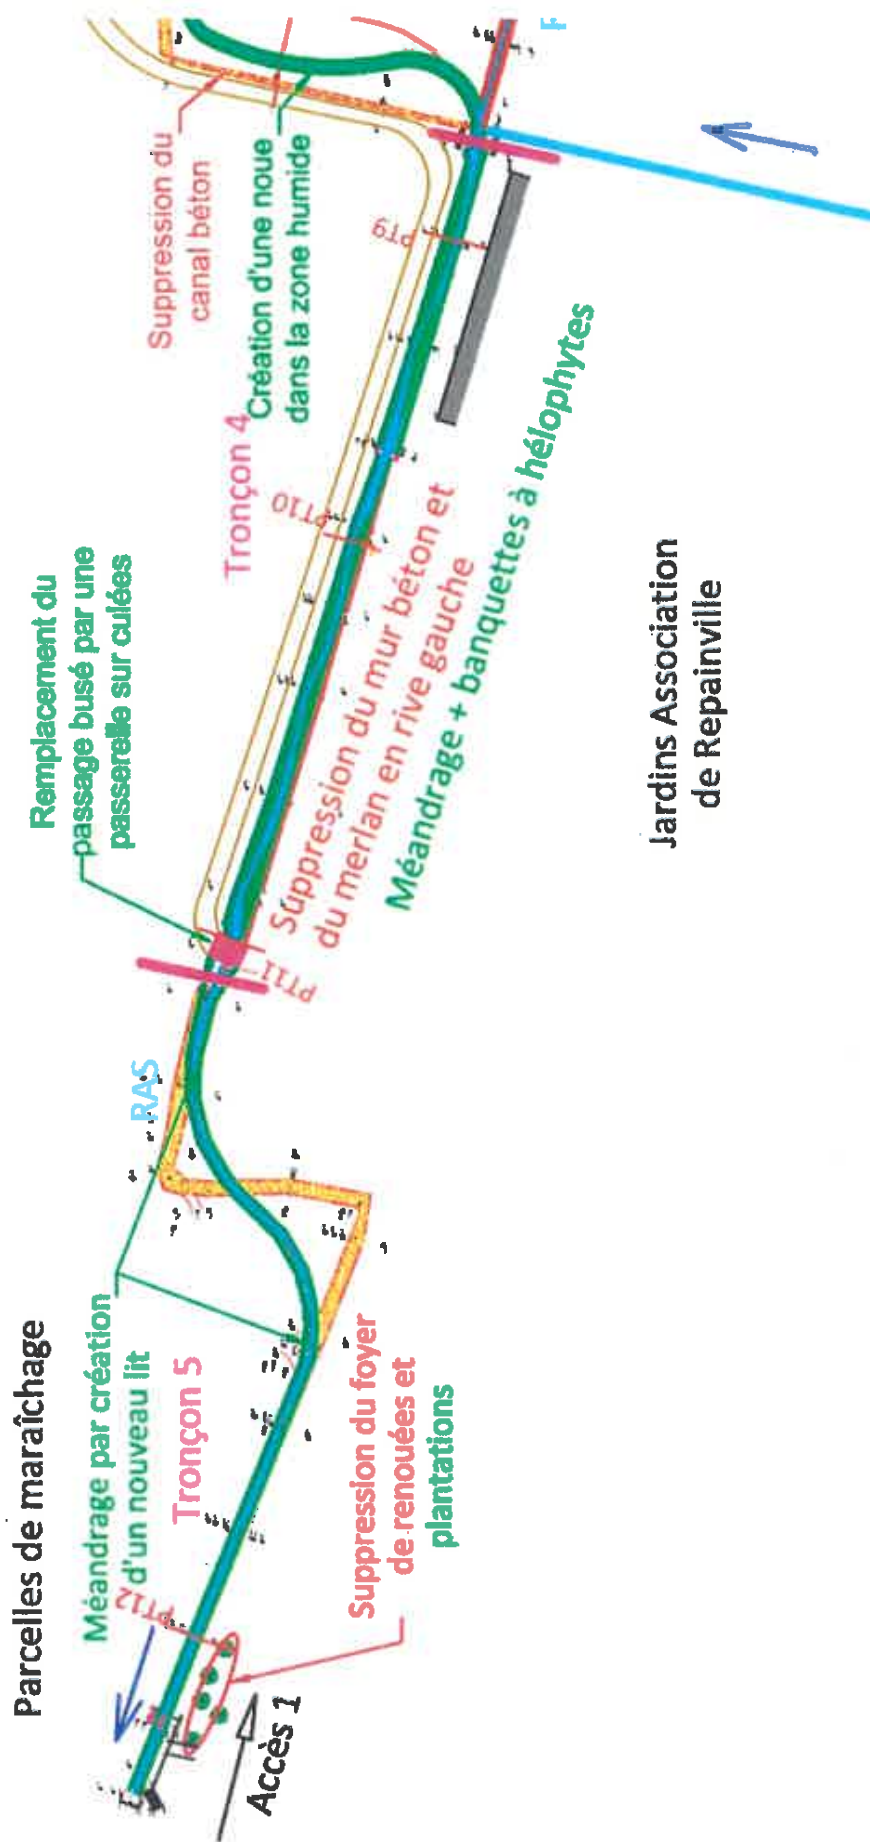 Parcelles de maraîchage
Méandrage par création
d'un nouveau lit
Tronçon 5
PT12
Accès 1
Suppression du foyer
de renouées et
plantations
RAS
Remplacement du
passage busé par une
passerelle sur culées
PT11
Tronçon 4
PT10
Suppression du mur béton et
du merlan en rive gauche
Méandrage + banquettes à hélophytes
PT9
Suppression du
canal béton
Création d'une noue
dans la zone humide
F
Jardins Association
de Repainville